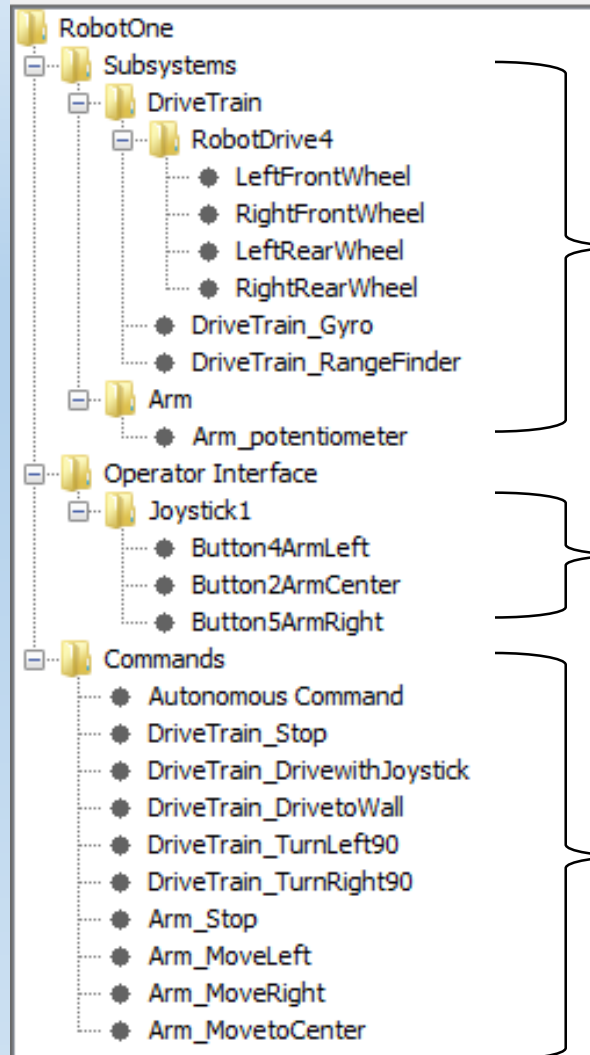 RobotOne
Subsystems
DriveTrain
RobotDrive4
LeftFrontWheel
RightFrontWheel
LeftRearWheel
RightRearWheel
DriveTrain_Gyro
DriveTrain_RangeFinder
Arm
Arm_potentiometer
Operator Interface
Joystick1
Button4ArmLeft
Button2ArmCenter
Button5ArmRight
Commands
Autonomous Command
DriveTrain_Stop
DriveTrain_DrivewithJoystick
DriveTrain_DrivetoWall
DriveTrain_TurnLeft90
DriveTrain_TurnRight90
Arm_Stop
Arm_MoveLeft
Arm_MoveRight
Arm_MovetoCenter